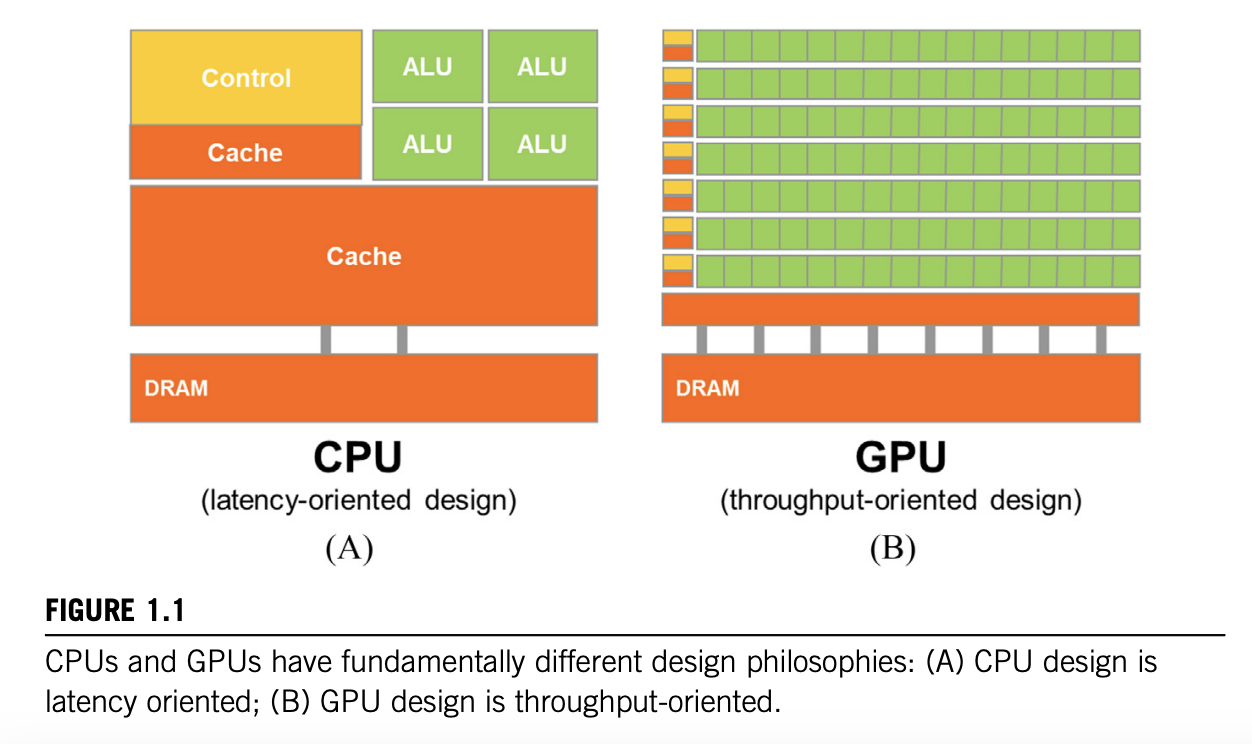 Control
ALU
ALU
Cache
ALU
ALU
Cache
DRAM
CPU
(latency-oriented design)
(A)
DRAM
GPU
(throughput-oriented design)
(B)
FIGURE 1.1
CPUs and GPUs have fundamentally different design philosophies: (A) CPU design is
latency oriented; (B) GPU design is throughput-oriented.